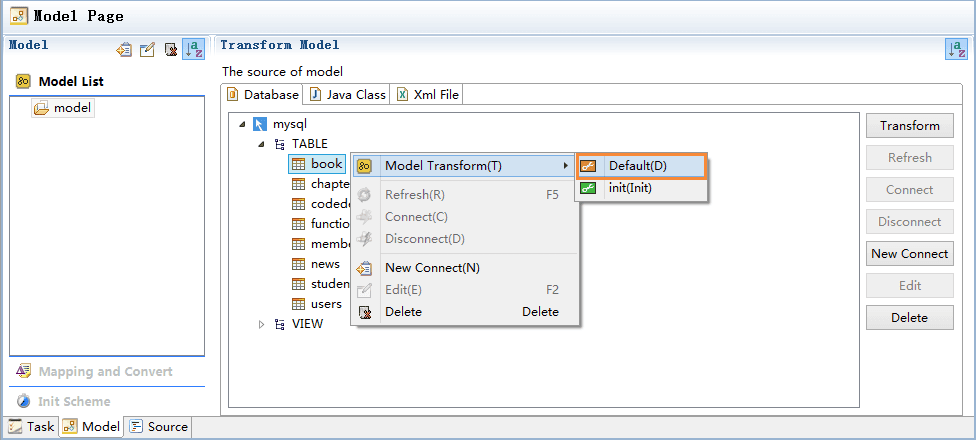 Model Page
Model
Transform Model
Model List
model
The source of model
Database Java Class Xml File
mysql
TABLE
book
chapte
coded
functio
membe
news
studen
users
VIEW
Model Transform(T)
Refresh(R) F5
Connect(C)
Disconnect(D)
New Connect(N)
Edit(E) F2
Delete Delete
Default(D)
init(Init)
Transform
Refresh
Connect
Disconnect
New Connect
Edit
Delete
Mapping and Convert
Init Scheme
Task Model Source